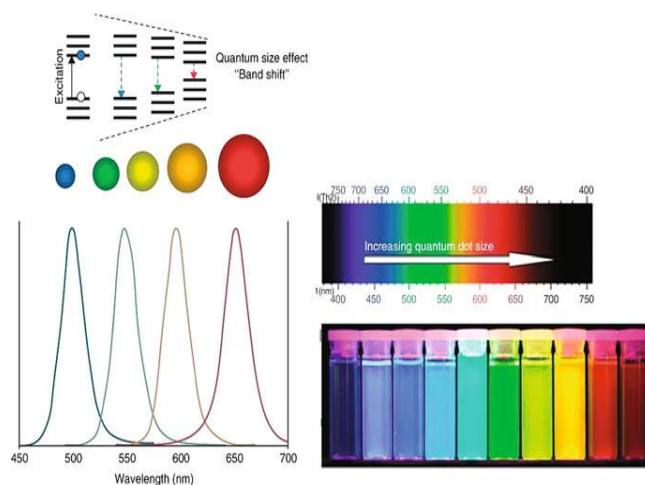 Excitation
Quantum size effect
"Band shift"
450 500 550 600 650 700
Wavelength (nm)
750 700 650 600 550 500 450 400
Increasing quantum dot size
400 450 500 550 600 650 700 750